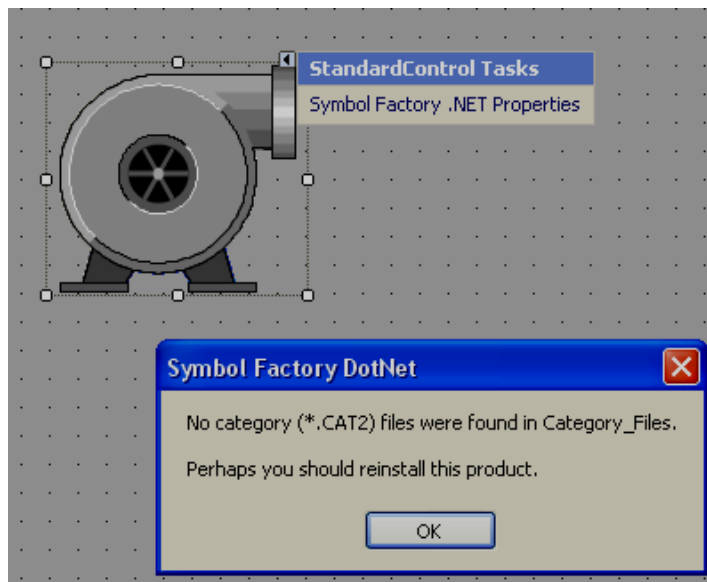 StandardControl Tasks
Symbol Factory .NET Properties
Symbol Factory DotNet
No category (*.CAT2) files were found in Category_Files.
Perhaps you should reinstall this product.
OK